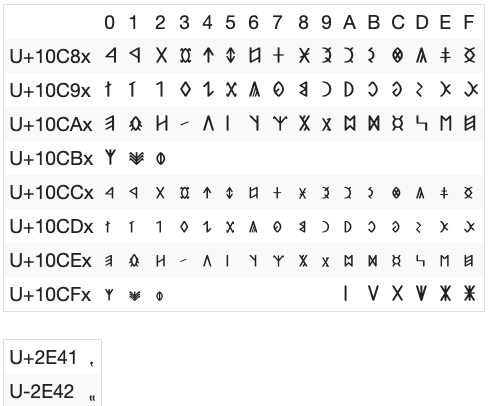 0 1 2 3 4 5 6 7 8 9 A B C D E F
U+10C8x 𐲀 𐲁 𐲂 𐲃 𐲄 𐲅 𐲆 𐲇 𐲈 𐲉 𐲊 𐲋 𐲌 𐲍 𐲎 𐲏
U+10C9x 𐲐 𐲑 𐲒 𐲓 𐲔 𐲕 𐲖 𐲗 𐲘 𐲙 𐲚 𐲛 𐲜 𐲝 𐲞 𐲟
U+10CAx 𐲠 𐲡 𐲢 𐲣 𐲤 𐲥 𐲦 𐲧 𐲨 𐲩 𐲪 𐲫 𐲬 𐲭 𐲮 𐲯
U+10CBx 𐲰 𐲱 𐲲
U+10CCx 𐳀 𐳁 𐳂 𐳃 𐳄 𐳅 𐳆 𐳇 𐳈 𐳉 𐳊 𐳋 𐳌 𐳍 𐳎 𐳏
U+10CDx 𐳐 𐳑 𐳒 𐳓 𐳔 𐳕 𐳖 𐳗 𐳘 𐳙 𐳚 𐳛 𐳜 𐳝 𐳞 𐳟
U+10CEx 𐳠 𐳡 𐳢 𐳣 𐳤 𐳥 𐳦 𐳧 𐳨 𐳩 𐳪 𐳫 𐳬 𐳭 𐳮 𐳯
U+10CFx 𐳰 𐳱 𐳲 𐳺 𐳻 𐳼 𐳽 𐳾 𐳿
U+2E41 ⹁
U-2E42 ⹂